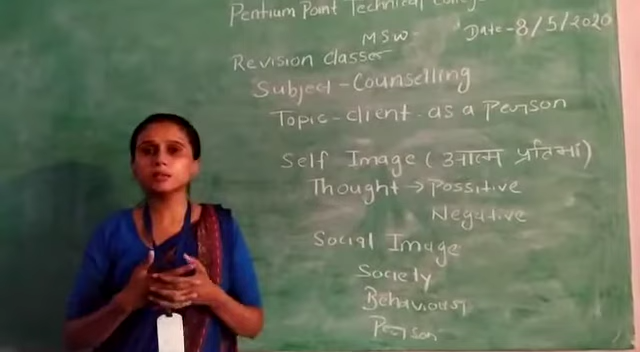 Pentium Point Technical College
MSW- Date-8/5/2020
Revision classes
Subject-Counselling
Topic-client as a Person
Self Image (आत्म प्रतिमा)
Thought → Possitive
Negative
Social Image
Society
Behaviour
Person